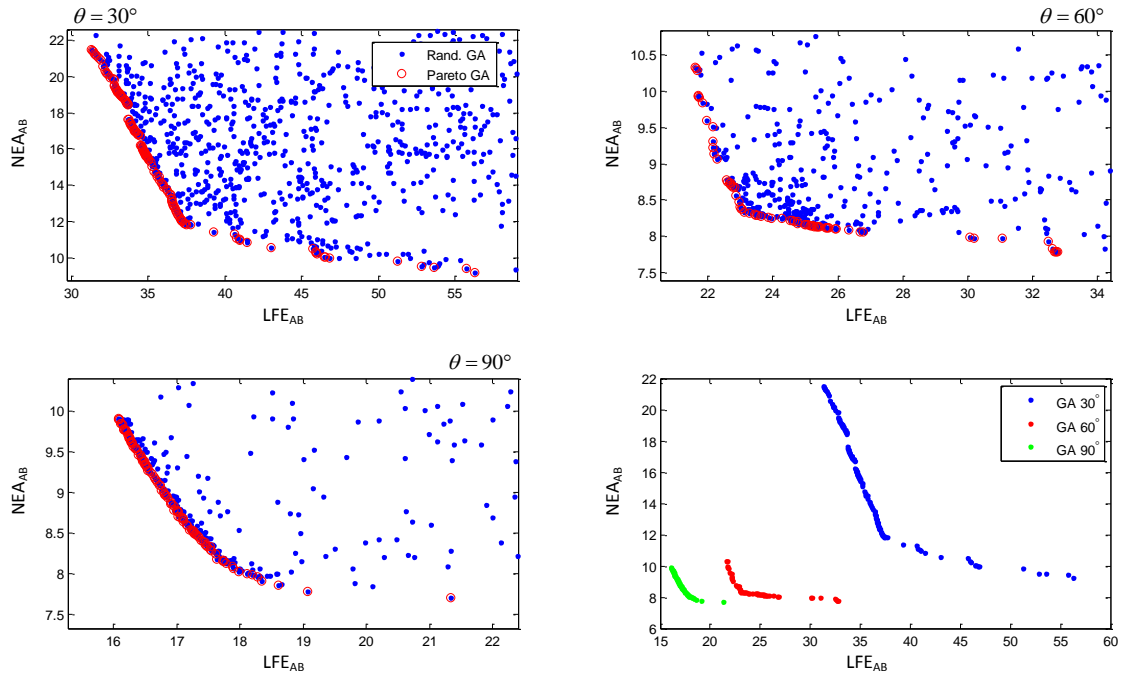 θ = 30°
22
20
18
16
14
12
10
NEA_AB
30 35 40 45 50 55
LFE_AB
Rand. GA
Pareto GA
θ = 60°
10.5
10
9.5
9
8.5
8
7.5
NEA_AB
22 24 26 28 30 32 34
LFE_AB
θ = 90°
10
9.5
9
8.5
8
7.5
NEA_AB
16 17 18 19 20 21 22
LFE_AB
22
20
18
16
14
12
10
8
6
NEA_AB
15 20 25 30 35 40 45 50 55 60
LFE_AB
GA 30°
GA 60°
GA 90°